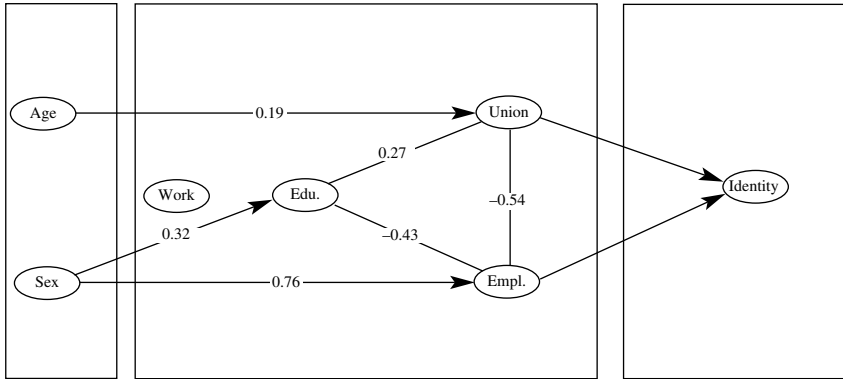 Age
0.19
Union
0.27
Work
Edu.
Identity
–0.54
0.32
–0.43
Sex
0.76
Empl.